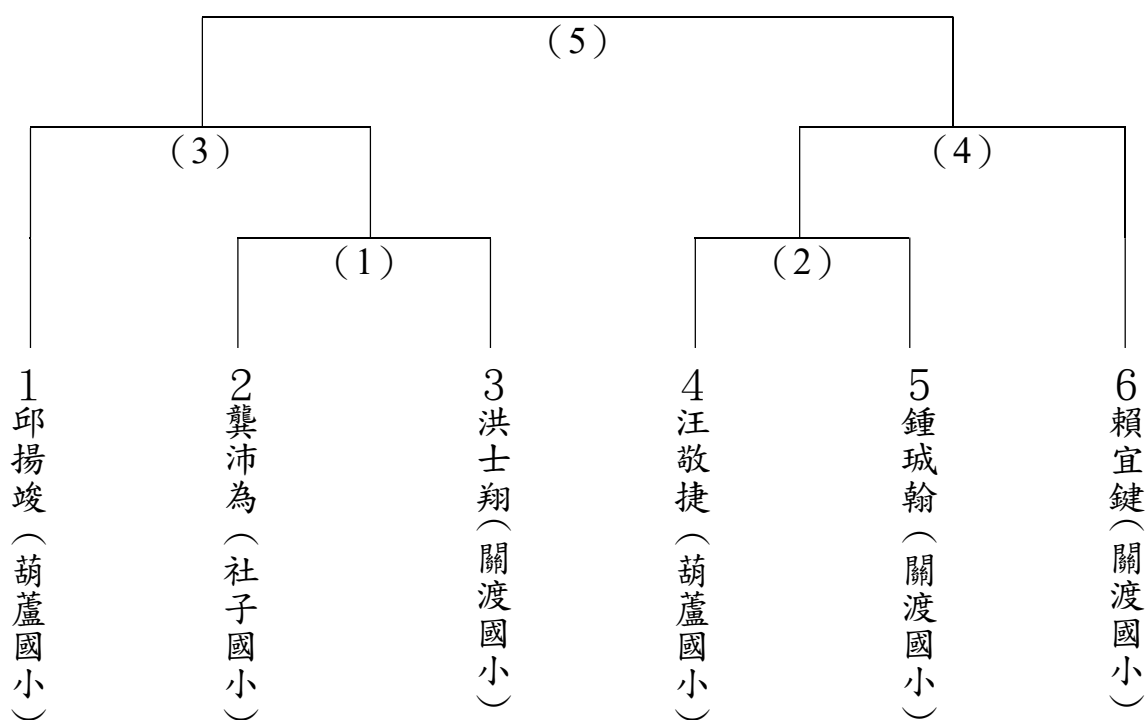 (5)
(3)
(4)
(1)
(2)
1邱揚竣(葫蘆國小)
2龔沛為(社子國小)
3洪士翔(關渡國小)
4汪敬捷(葫蘆國小)
5鍾珹翰(關渡國小)
6賴宜鍵(關渡國小)